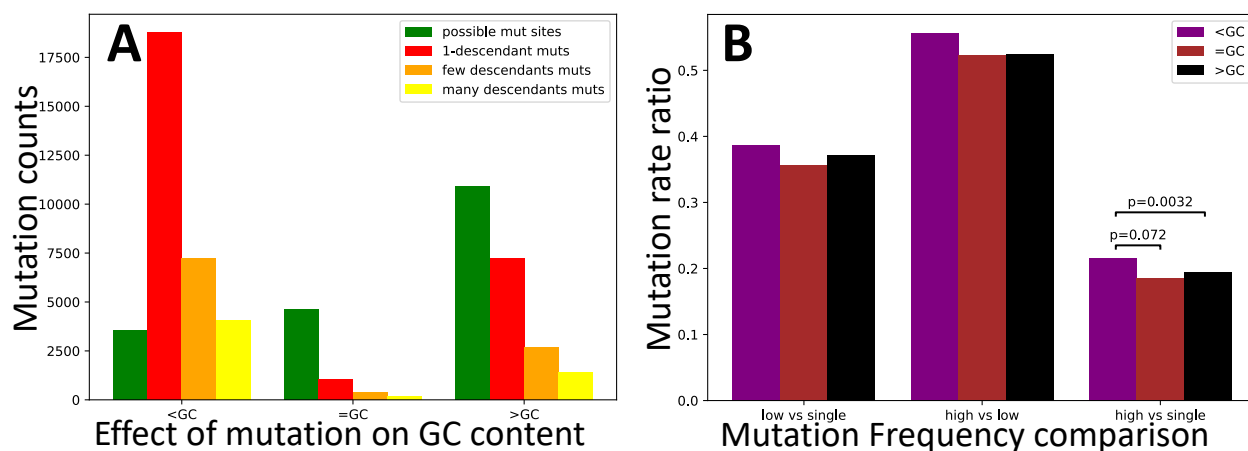 A
possible mut sites
1-descendant muts
few descendants muts
many descendants muts
Mutation counts
17500
15000
12500
10000
7500
5000
2500
0
<GC
=GC
>GC
Effect of mutation on GC content
B
<GC
=GC
>GC
Mutation rate ratio
0.5
0.4
0.3
0.2
0.1
0.0
p=0.0032
p=0.072
low vs single
high vs low
high vs single
Mutation Frequency comparison